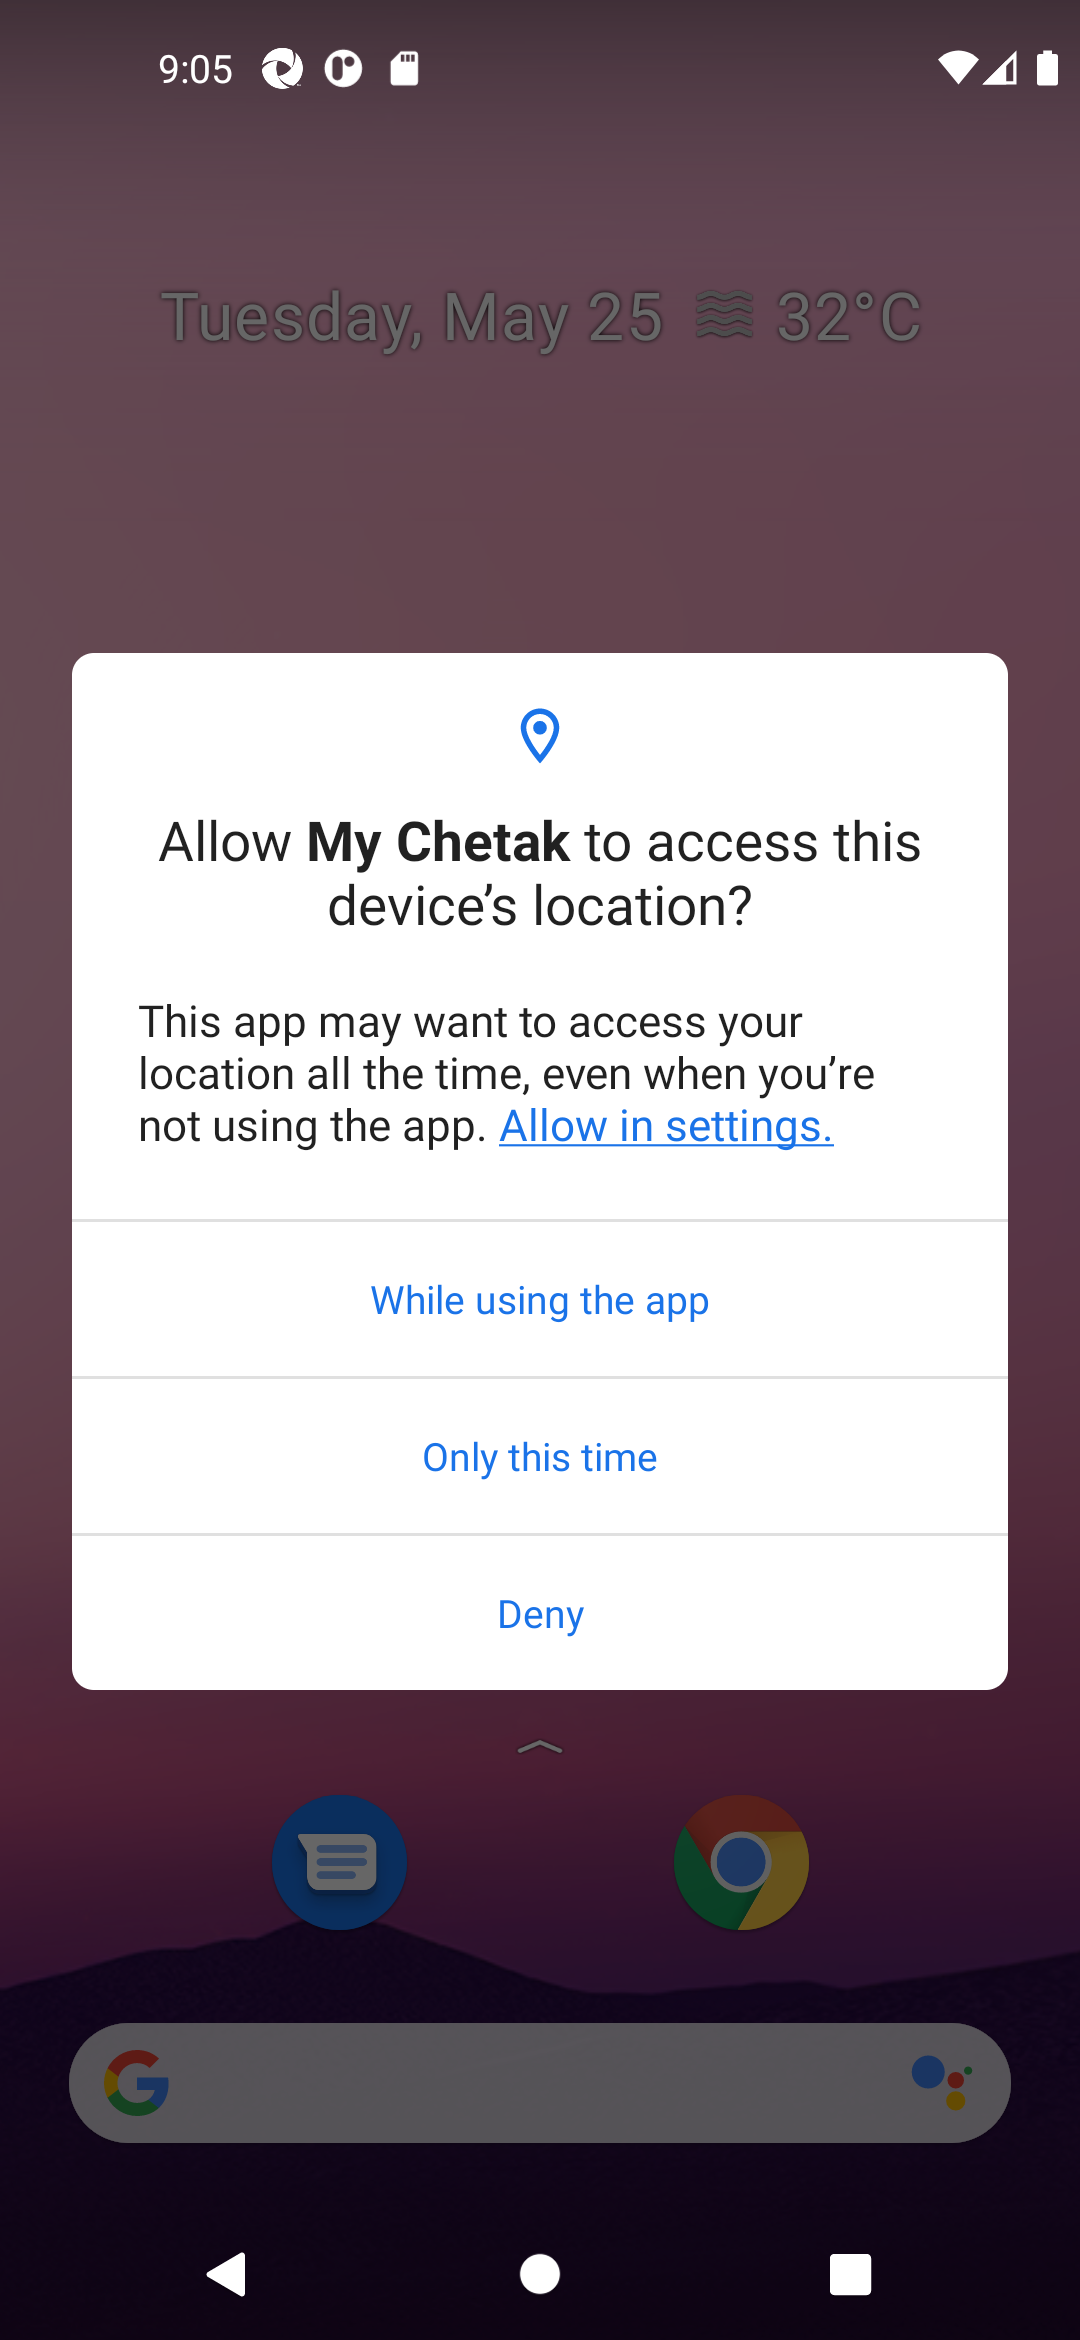 9:05
Tuesday, May 25 32°C
Allow My Chetak to access this
device’s location?
This app may want to access your
location all the time, even when you’re
not using the app. Allow in settings.
While using the app
Only this time
Deny